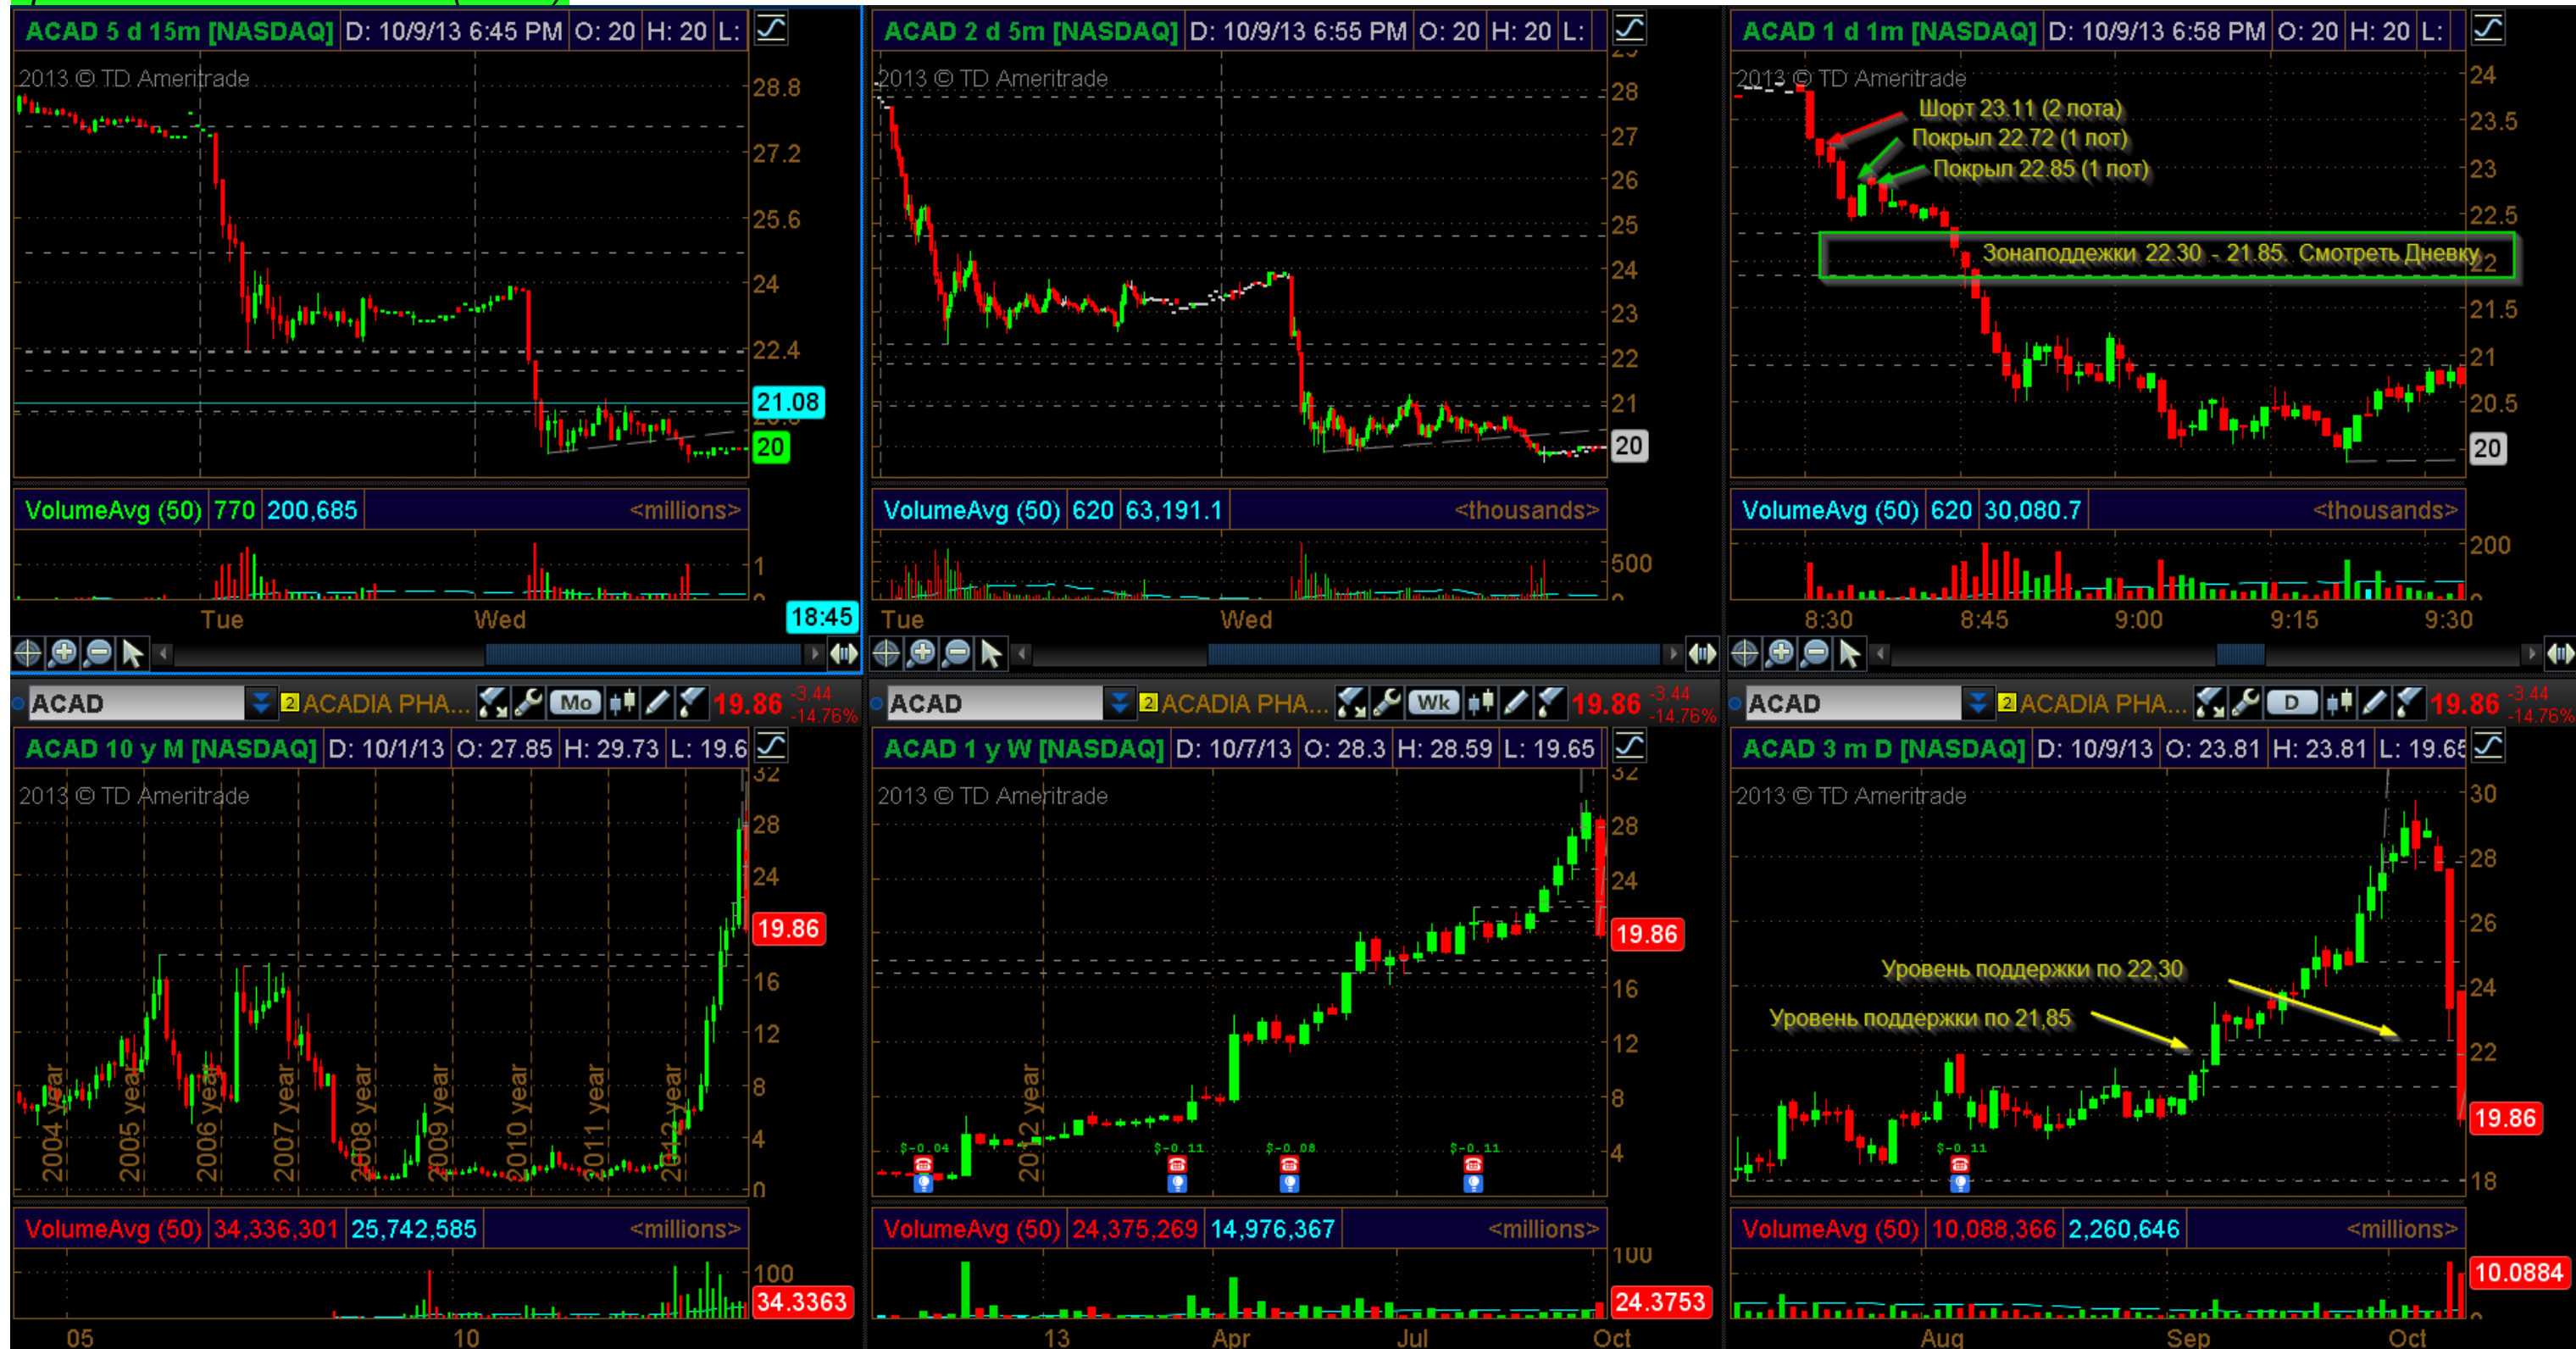 ACAD 5 d 15m [NASDAQ] D: 10/9/13 6:45 PM O: 20 H: 20 L:
2013 © TD Ameritrade
28.8
27.2
25.6
24
22.4
21.08
20
VolumeAvg (50) 770 200,685 <millions>
1
Tue Wed 18:45
ACAD 2 d 5m [NASDAQ] D: 10/9/13 6:55 PM O: 20 H: 20 L:
2013 © TD Ameritrade
28
27
26
25
24
23
22
21
20
VolumeAvg (50) 620 63,191.1 <thousands>
500
Tue Wed
ACAD 1 d 1m [NASDAQ] D: 10/9/13 6:58 PM O: 20 H: 20 L:
2013 © TD Ameritrade
24
Шорт 23.11 (2 лота)
23.5
Покрыл 22.72 (1 лот)
23
Покрыл 22.85 (1 лот)
22.5
Зонаподдежки 22.30 - 21.85. Смотреть Дневку
22
21.5
21
20.5
20
VolumeAvg (50) 620 30,080.7 <thousands>
200
8:30 8:45 9:00 9:15 9:30
ACAD 2 ACADIA PHA... Mo 19.86 -3.44 -14.76%
ACAD 10 y M [NASDAQ] D: 10/1/13 O: 27.85 H: 29.73 L: 19.6
2013 © TD Ameritrade
32
28
24
19.86
16
12
8
4
0
2004 year 2005 year 2006 year 2007 year 2008 year 2009 year 2010 year 2011 year 2012 year
VolumeAvg (50) 34,336,301 25,742,585 <millions>
100
34.3363
05 10
ACAD 2 ACADIA PHA... Wk 19.86 -3.44 -14.76%
ACAD 1 y W [NASDAQ] D: 10/7/13 O: 28.3 H: 28.59 L: 19.65
2013 © TD Ameritrade
32
28
24
19.86
16
12
8
4
2012 year
$-0.04 $-0.11 $-0.08 $-0.11
VolumeAvg (50) 24,375,269 14,976,367 <millions>
100
24.3753
13 Apr Jul Oct
ACAD 2 ACADIA PHA... D 19.86 -3.44 -14.76%
ACAD 3 m D [NASDAQ] D: 10/9/13 O: 23.81 H: 23.81 L: 19.65
2013 © TD Ameritrade
30
28
26
Уровень поддержки по 22,30
24
Уровень поддержки по 21,85
22
19.86
$-0.11
18
VolumeAvg (50) 10,088,366 2,260,646 <millions>
10.0884
Aug Sep Oct